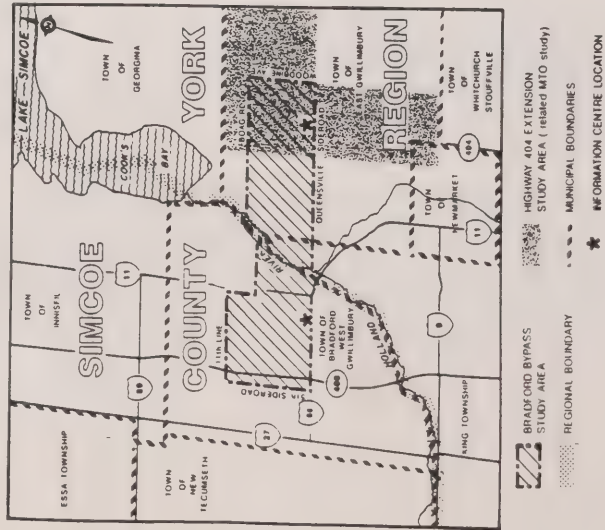 LAKE-SIMCOE
COOK'S
BAY
TOWN
OF
GEORGINA
YORK
REGION
TOWN
OF
EAST GWILLIMBURY
QUEENSVILLE
SIDEROAD
TOWN
OF
WHITCHURCH
STOUFFVILLE
404
TOWN
OF
NEWMARKET
11
9
SIMCOE
COUNTY
TOWN
OF
INNISFIL
11
89
11TH LINE
5TH SIDEROAD
TOWN OF
BRADFORD
WEST
GWILLIMBURY
HOLLAND
RIVER
400
27
ESSA TOWNSHIP
TOWN
OF
NEW
TECUMSETH
KING TOWNSHIP
BRADFORD BYPASS
STUDY AREA
REGIONAL BOUNDARY
HIGHWAY 404 EXTENSION
STUDY AREA ( related MTO study)
MUNICIPAL BOUNDARIES
INFORMATION CENTRE LOCATION